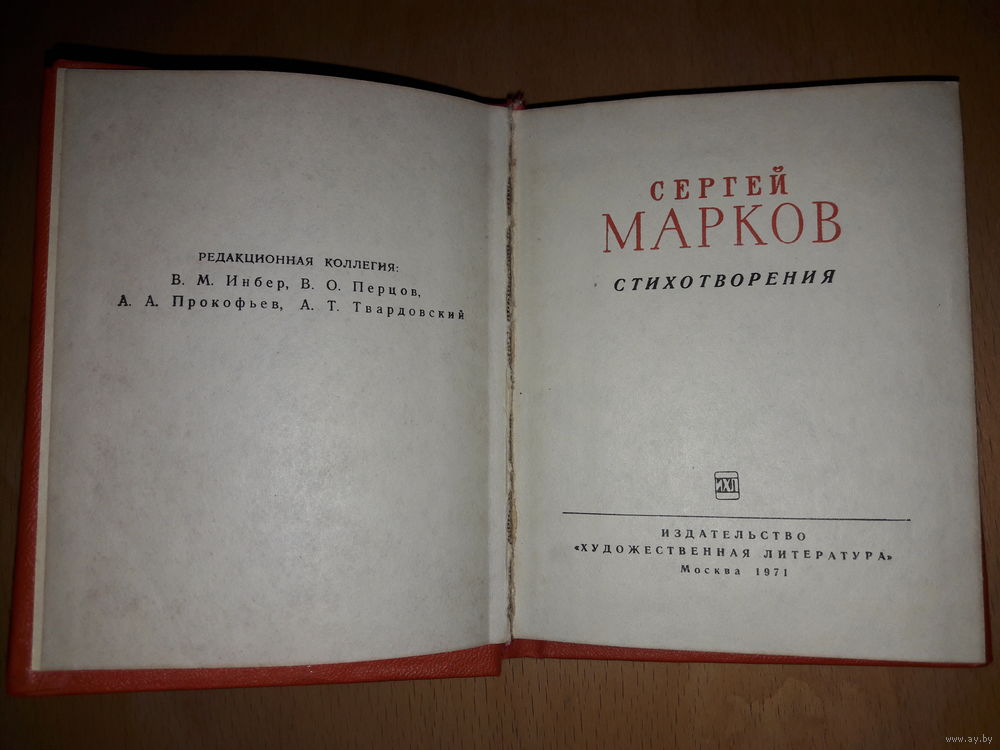 РЕДАКЦИОННАЯ КОЛЛЕГИЯ:
В. М. Инбер, В. О. Перцов,
А. А. Прокофьев, А. Т. Твардовский
СЕРГЕЙ
МАРКОВ
СТИХОТВОРЕНИЯ
ИХЛ
ИЗДАТЕЛЬСТВО
«ХУДОЖЕСТВЕННАЯ ЛИТЕРАТУРА»
Москва 1971
www.ay.by